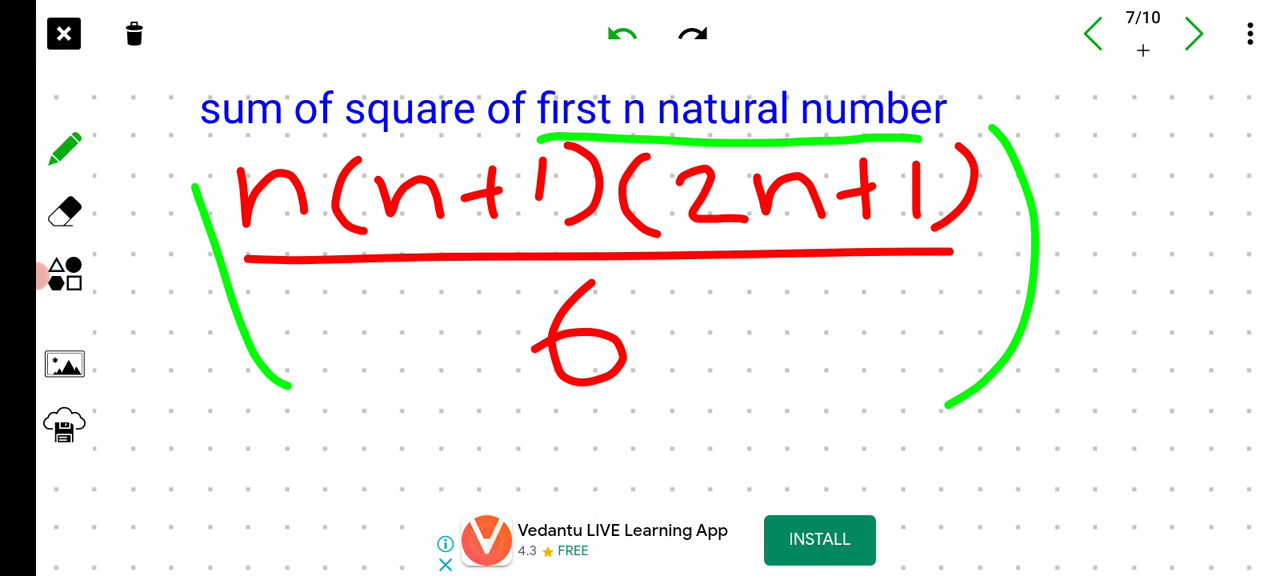 7/10
+
sum of square of first n natural number
n(n+1)(2n+1)
6
Vedantu LIVE Learning App
4.3 ★ FREE
INSTALL